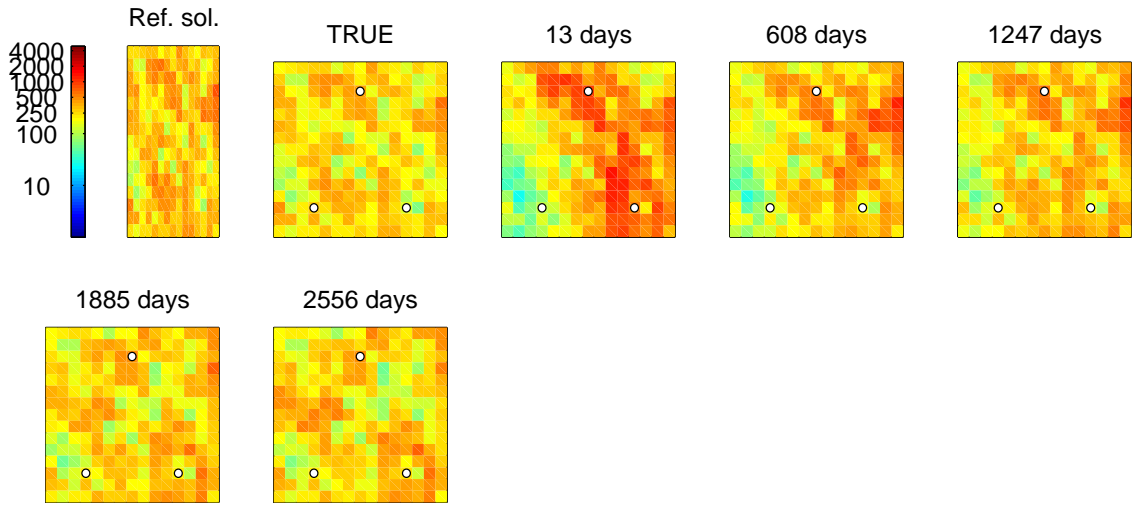 Ref. sol.
TRUE
13 days
608 days
1247 days
4000
2000
1000
500
250
100
10
1885 days
2556 days